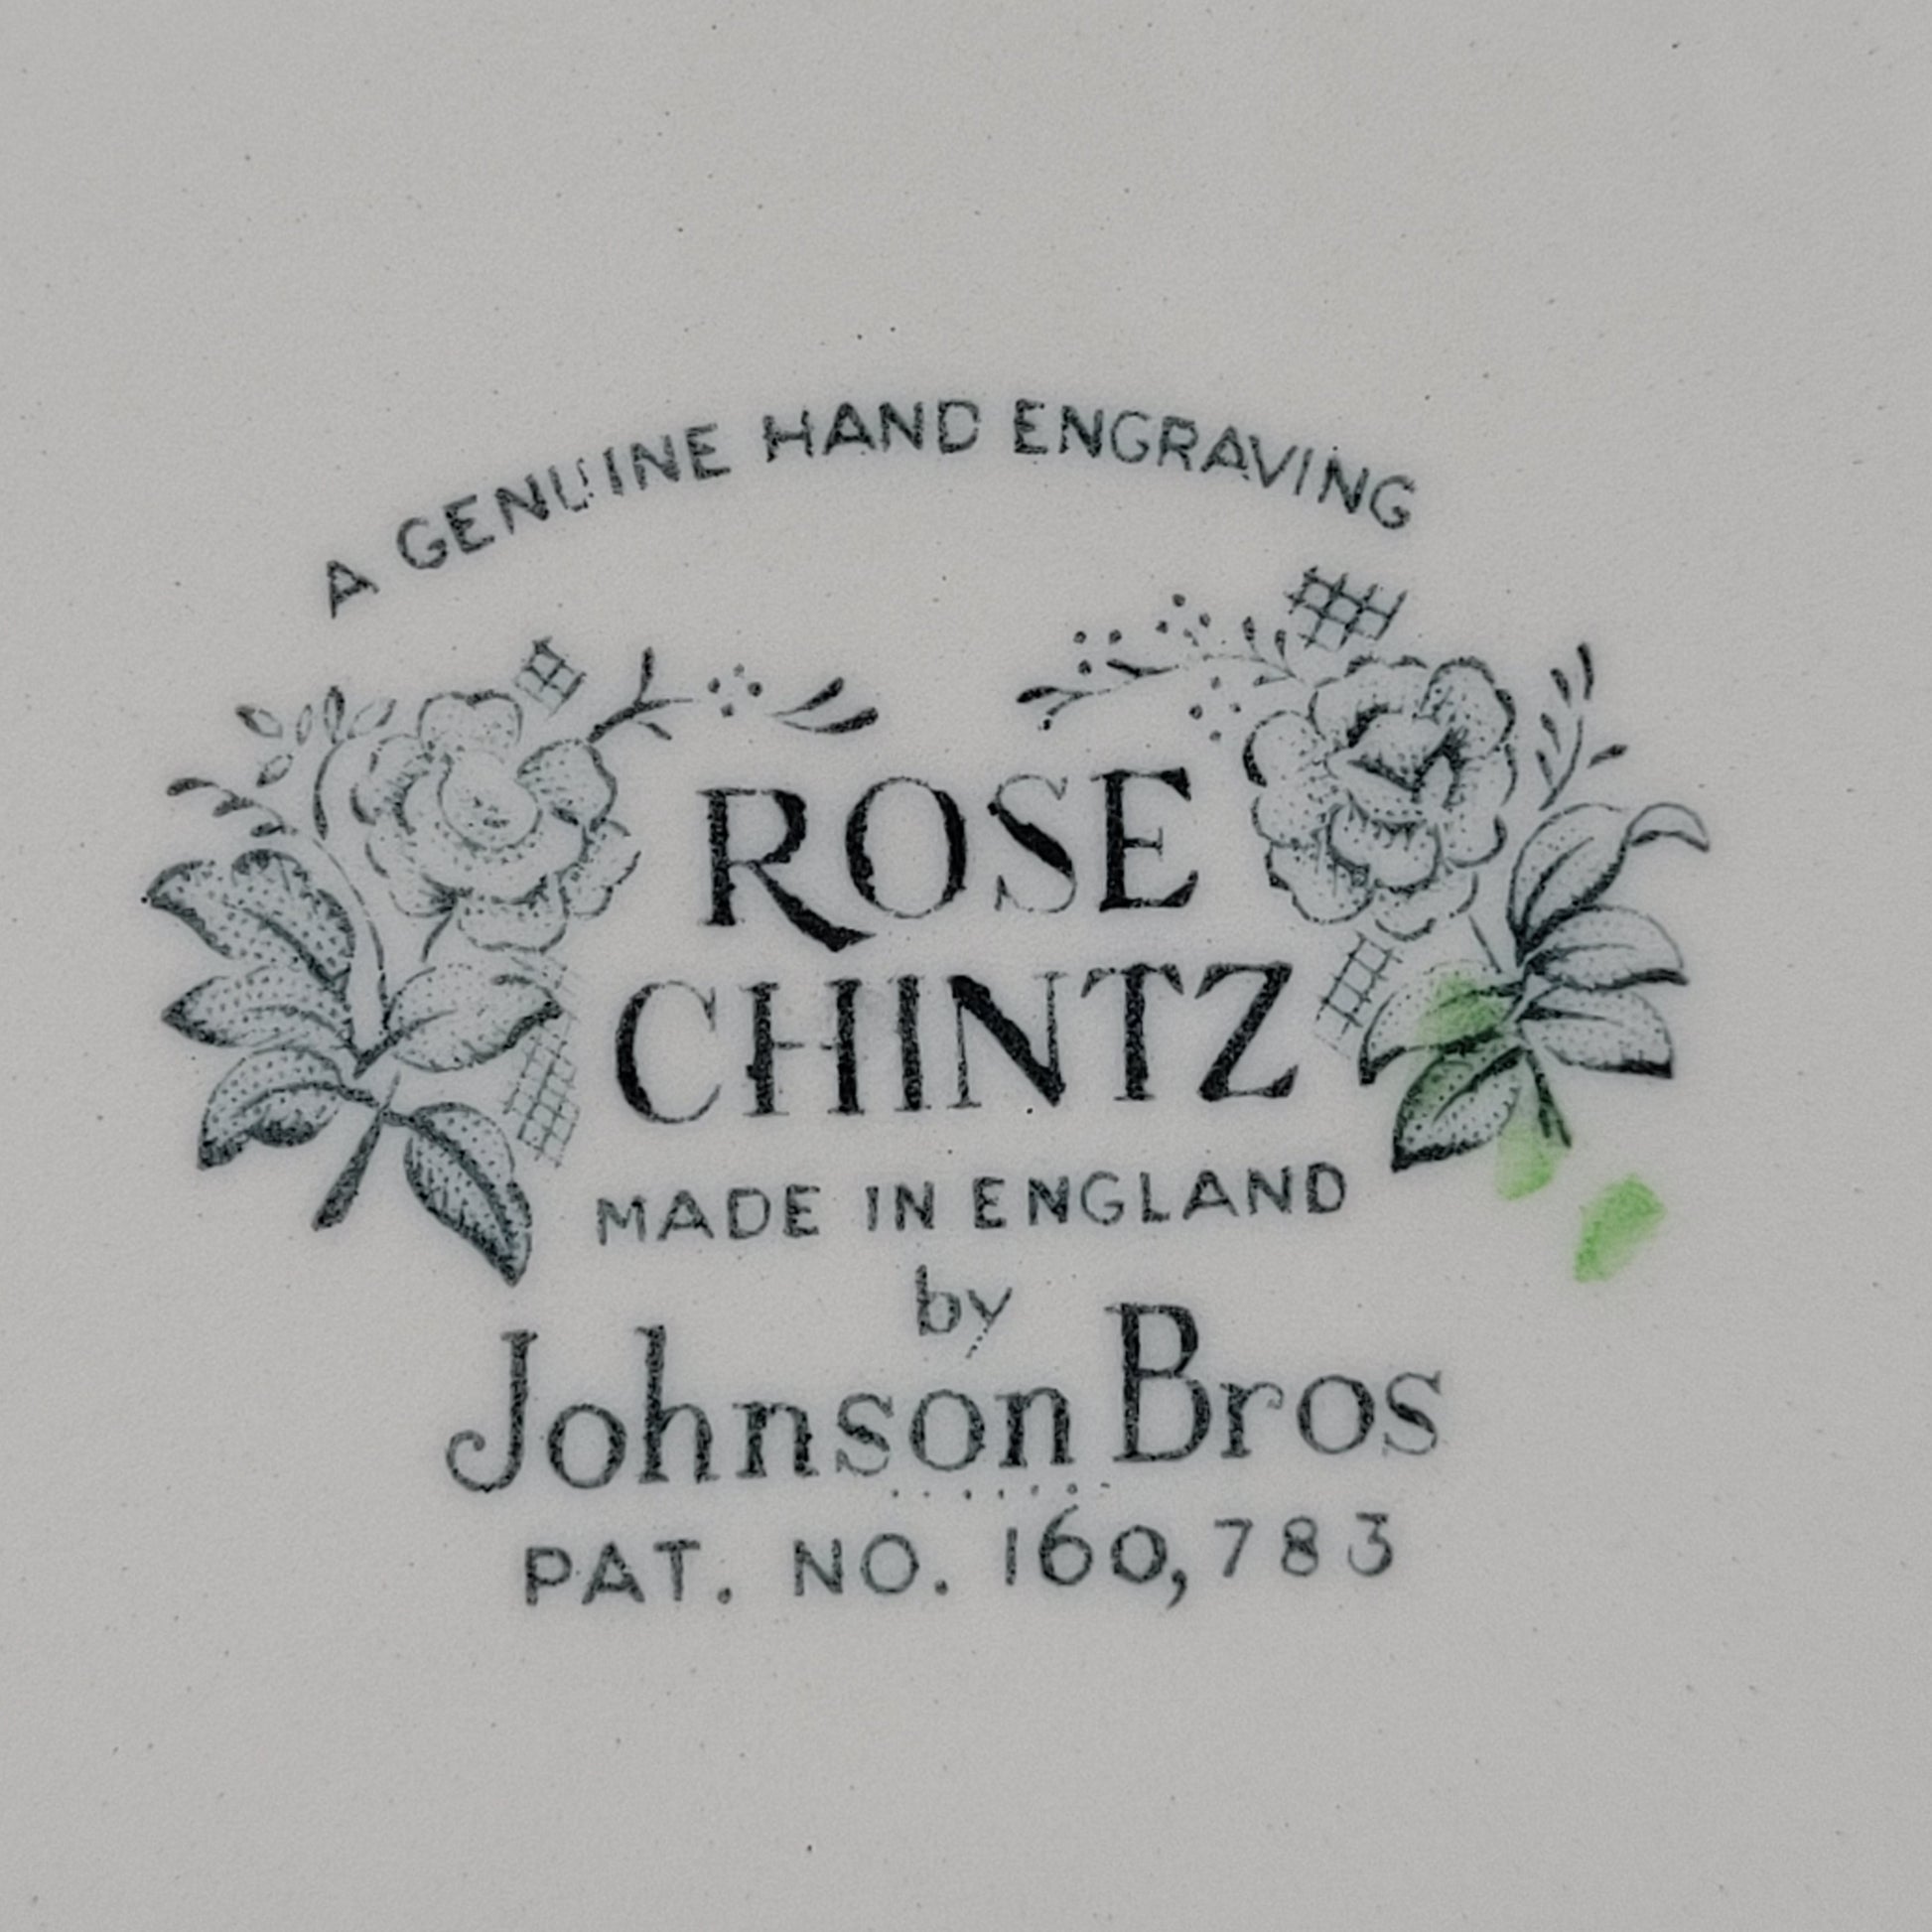 A GENUINE HAND ENGRAVING
ROSE
CHINTZ
MADE IN ENGLAND
by
Johnson Bros
PAT. NO. 160,783